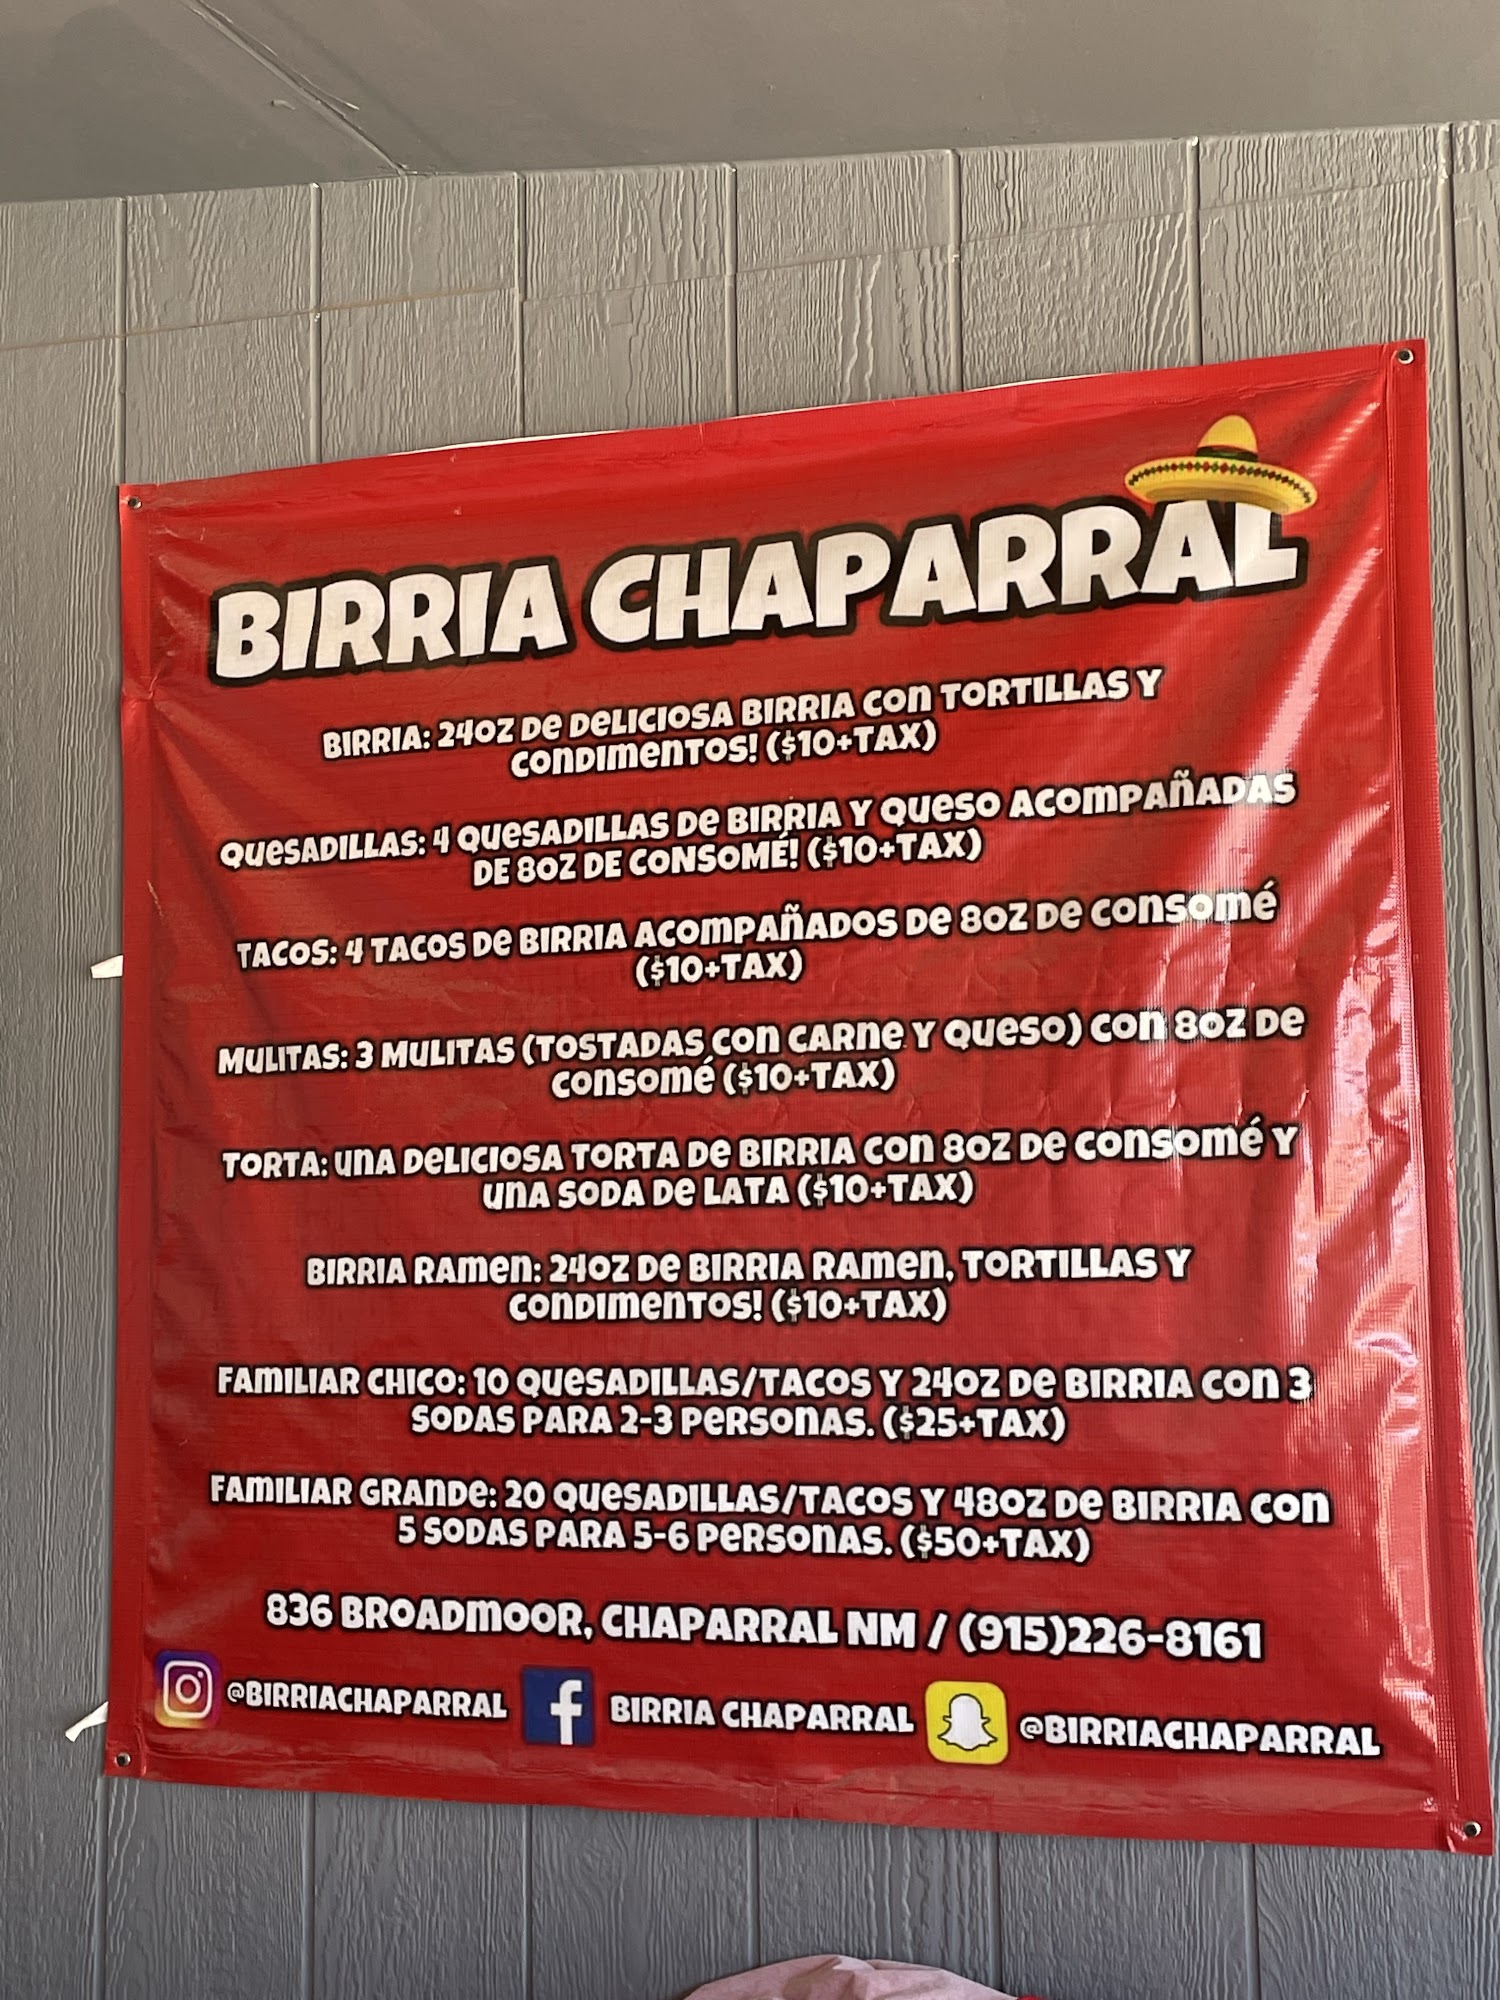 BIRRIA CHAPARRAL
BIRRIA: 24OZ DE DELICIOSA BIRRIA CON TORTILLAS Y
CONDIMENTOS! ($10+TAX)
QUESADILLAS: 4 QUESADILLAS DE BIRRIA Y QUESO ACOMPAÑADAS
DE 8OZ DE CONSOMÉ! ($10+TAX)
TACOS: 4 TACOS DE BIRRIA ACOMPAÑADOS DE 8OZ DE CONSOMÉ
($10+TAX)
MULITAS: 3 MULITAS (TOSTADAS CON CARNE Y QUESO) CON 8OZ DE
CONSOMÉ ($10+TAX)
TORTA: UNA DELICIOSA TORTA DE BIRRIA CON 8OZ DE CONSOMÉ Y
UNA SODA DE LATA ($10+TAX)
BIRRIA RAMEN: 24OZ DE BIRRIA RAMEN, TORTILLAS Y
CONDIMENTOS! ($10+TAX)
FAMILIAR CHICO: 10 QUESADILLAS/TACOS Y 24OZ DE BIRRIA CON 3
SODAS PARA 2-3 PERSONAS. ($25+TAX)
FAMILIAR GRANDE: 20 QUESADILLAS/TACOS Y 48OZ DE BIRRIA CON
5 SODAS PARA 5-6 PERSONAS. ($50+TAX)
836 BROADMOOR, CHAPARRAL NM / (915)226-8161
@BIRRIACHAPARRAL BIRRIA CHAPARRAL @BIRRIACHAPARRAL